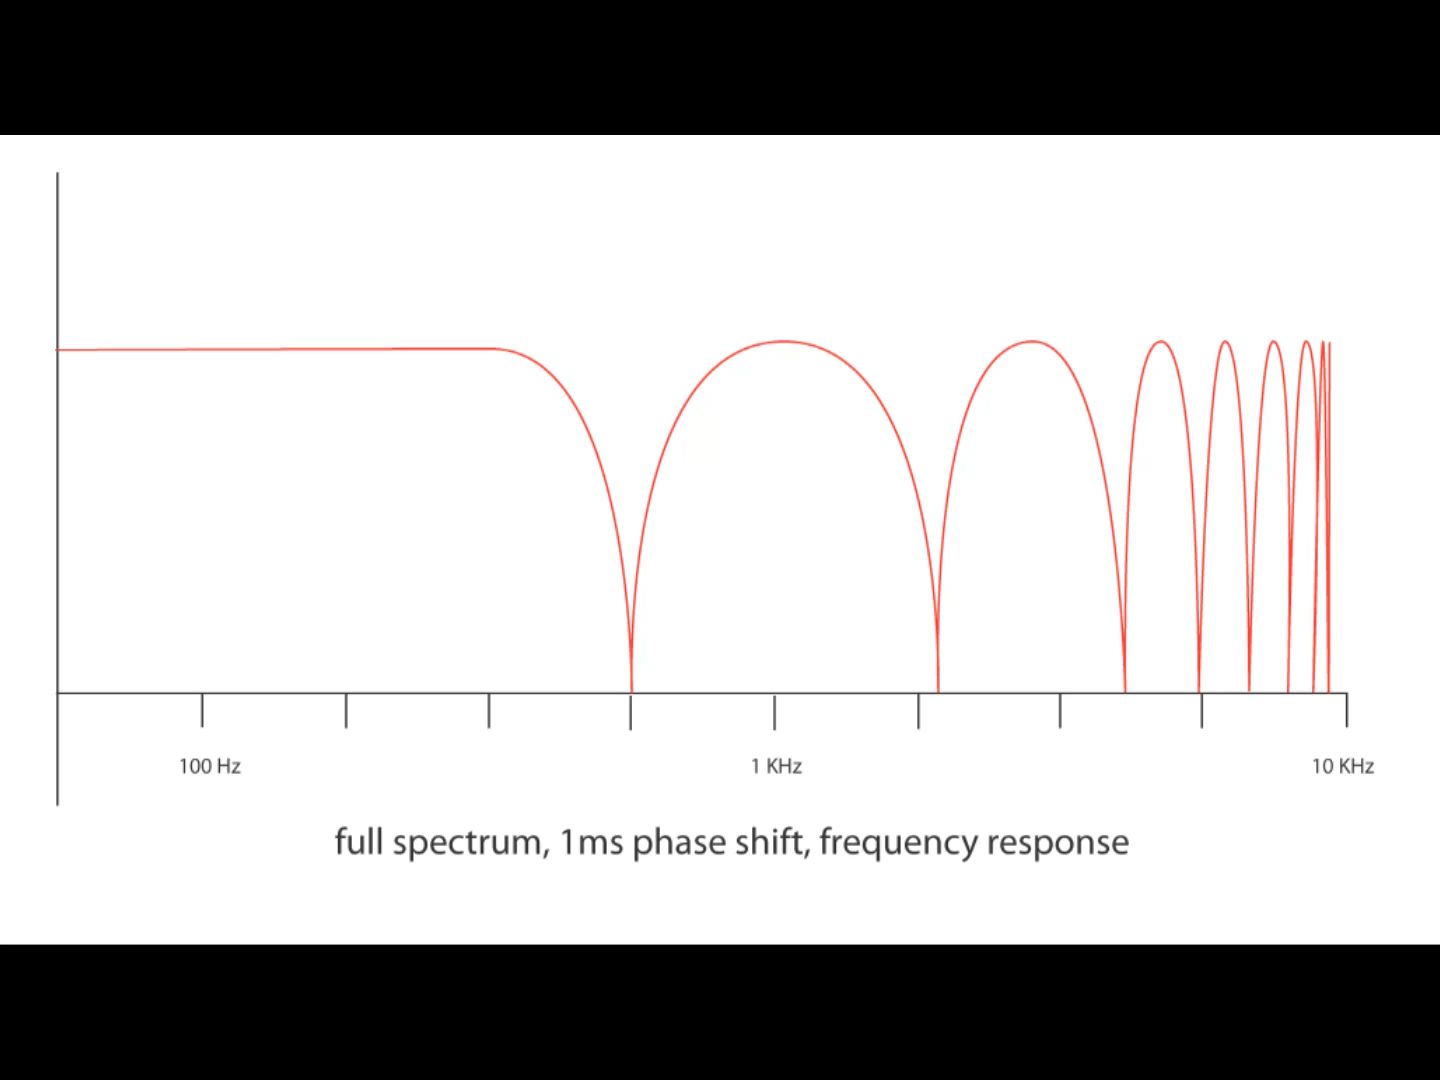 100 Hz 1 KHz 10 KHz
full spectrum, 1ms phase shift, frequency response